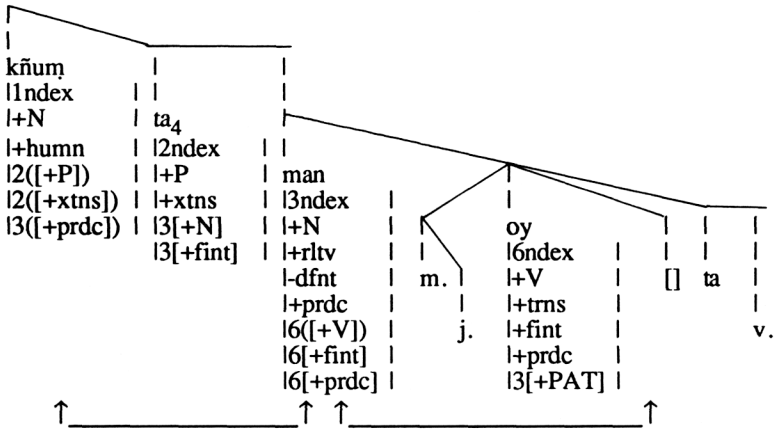 kñuṃ
1ndex
+N ta₄
+humn 2ndex
2([+P]) +P man
2([+xtns]) +xtns 3ndex oy
3([+prdc]) 3[+N] +N 6ndex
3[+fint] +rltv m. +V [] ta
-dfnt +trns
+prdc j. +fint v.
6([+V]) +prdc
6[+fint] 3[+PAT]
6[+prdc]
↑ ↑ ↑ ↑